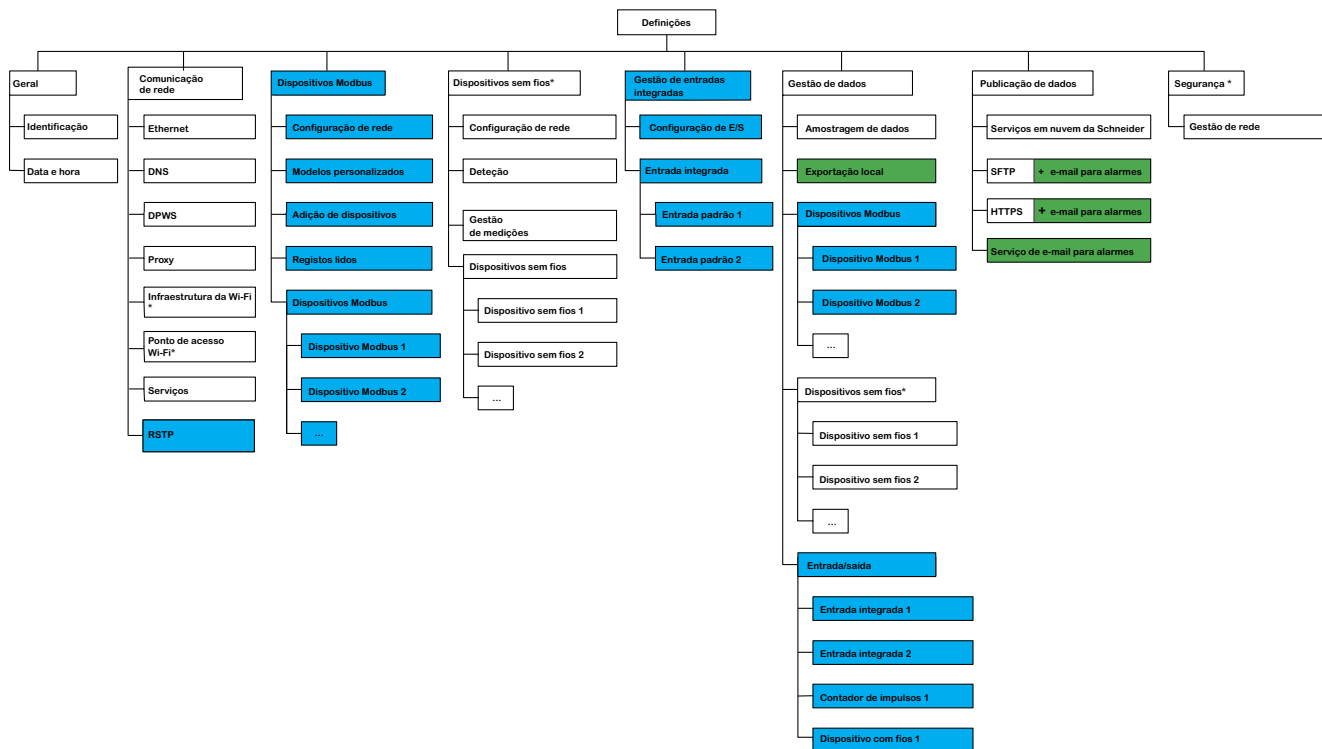 Definições
Geral
Identificação
Data e hora
Comunicação
de rede
Ethernet
DNS
DPWS
Proxy
Infraestrutura da Wi-Fi
*
Ponto de acesso
Wi-Fi*
Serviços
RSTP
Dispositivos Modbus
Configuração de rede
Modelos personalizados
Adição de dispositivos
Registos lidos
Dispositivos Modbus
Dispositivo Modbus 1
Dispositivo Modbus 2
...
Dispositivos sem fios*
Configuração de rede
Deteção
Gestão
de medições
Dispositivos sem fios
Dispositivo sem fios 1
Dispositivo sem fios 2
...
Gestão de entradas
integradas
Configuração de E/S
Entrada integrada
Entrada padrão 1
Entrada padrão 2
Gestão de dados
Amostragem de dados
Exportação local
Dispositivos Modbus
Dispositivo Modbus 1
Dispositivo Modbus 2
...
Dispositivos sem fios*
Dispositivo sem fios 1
Dispositivo sem fios 2
...
Entrada/saída
Entrada integrada 1
Entrada integrada 2
Contador de impulsos 1
Dispositivo com fios 1
Publicação de dados
Serviços em nuvem da Schneider
SFTP + e-mail para alarmes
HTTPS + e-mail para alarmes
Serviço de e-mail para alarmes
Segurança *
Gestão de rede